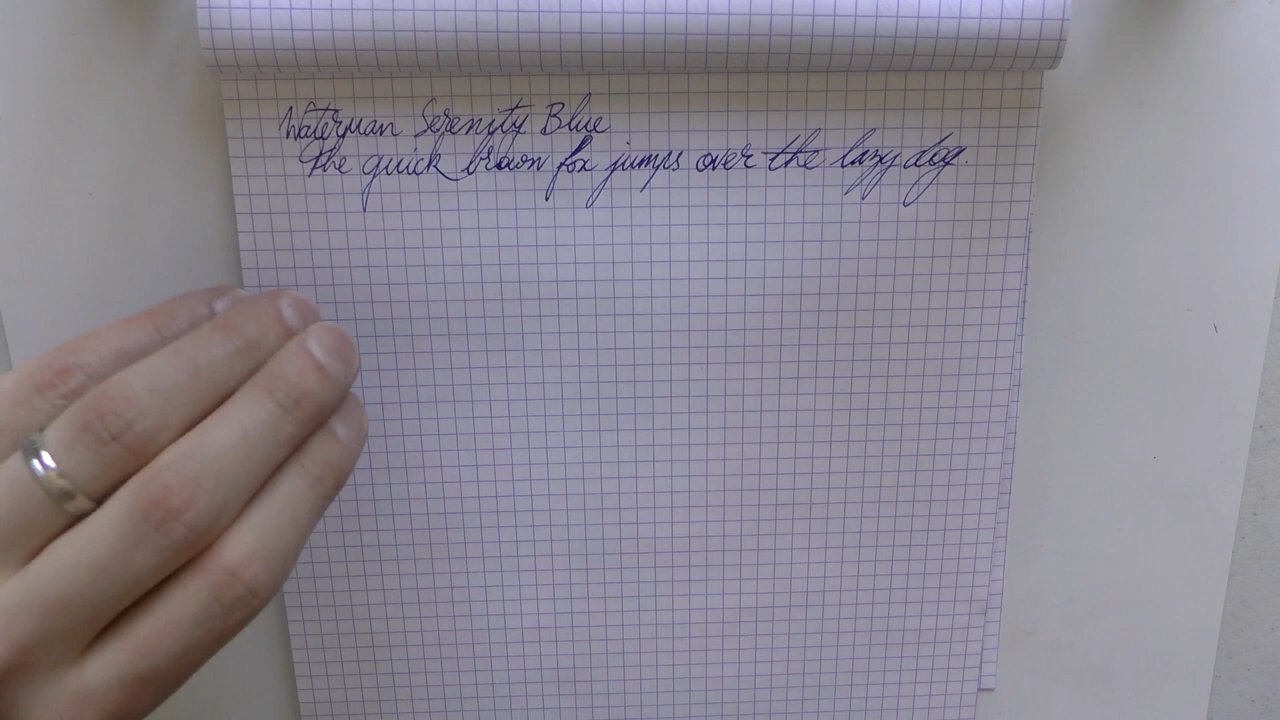 Waterman Serenity Blue
The quick brown fox jumps over the lazy dog.